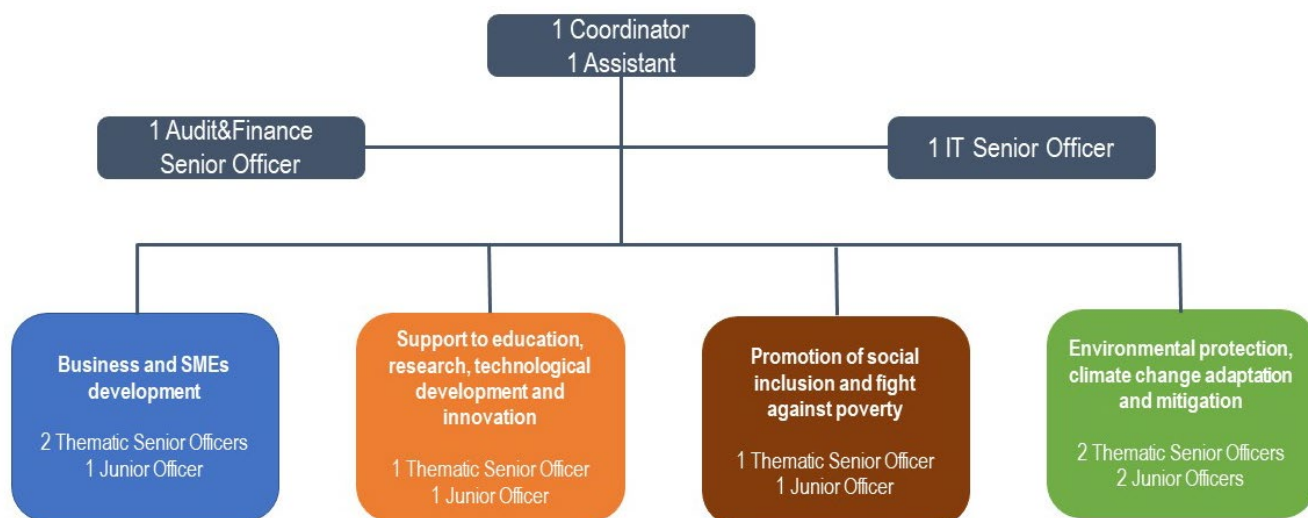 1 Coordinator
1 Assistant
1 Audit&Finance
Senior Officer
1 IT Senior Officer
Business and SMEs
development
2 Thematic Senior Officers
1 Junior Officer
Support to education,
research, technological
development and
innovation
1 Thematic Senior Officer
1 Junior Officer
Promotion of social
inclusion and fight
against poverty
1 Thematic Senior Officer
1 Junior Officer
Environmental protection,
climate change adaptation
and mitigation
2 Thematic Senior Officers
2 Junior Officers